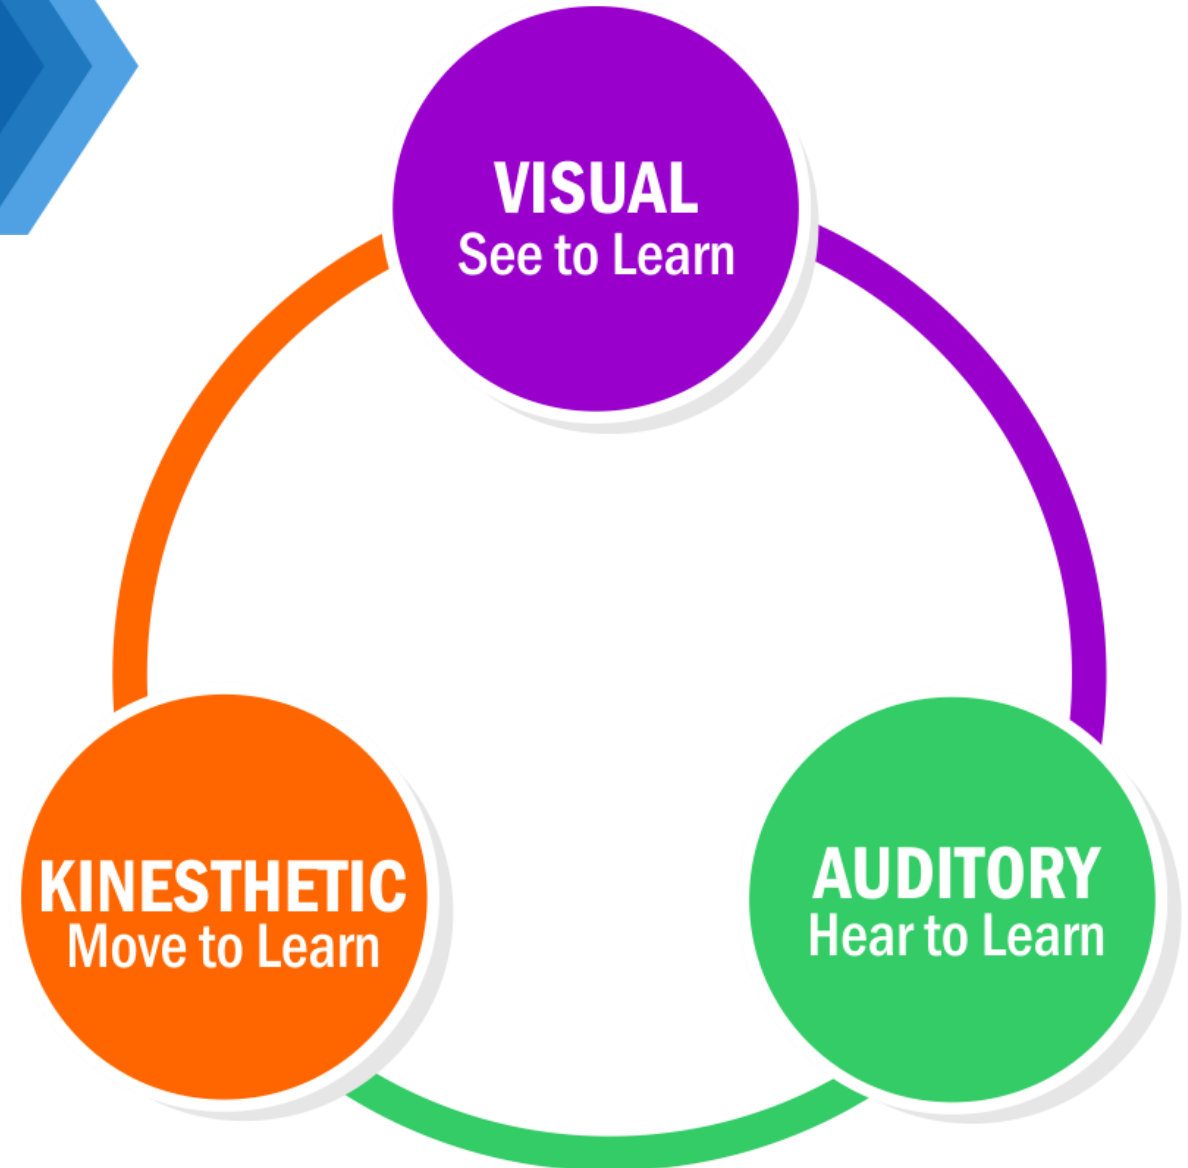 VISUAL
See to Learn
KINESTHETIC
Move to Learn
AUDITORY
Hear to Learn